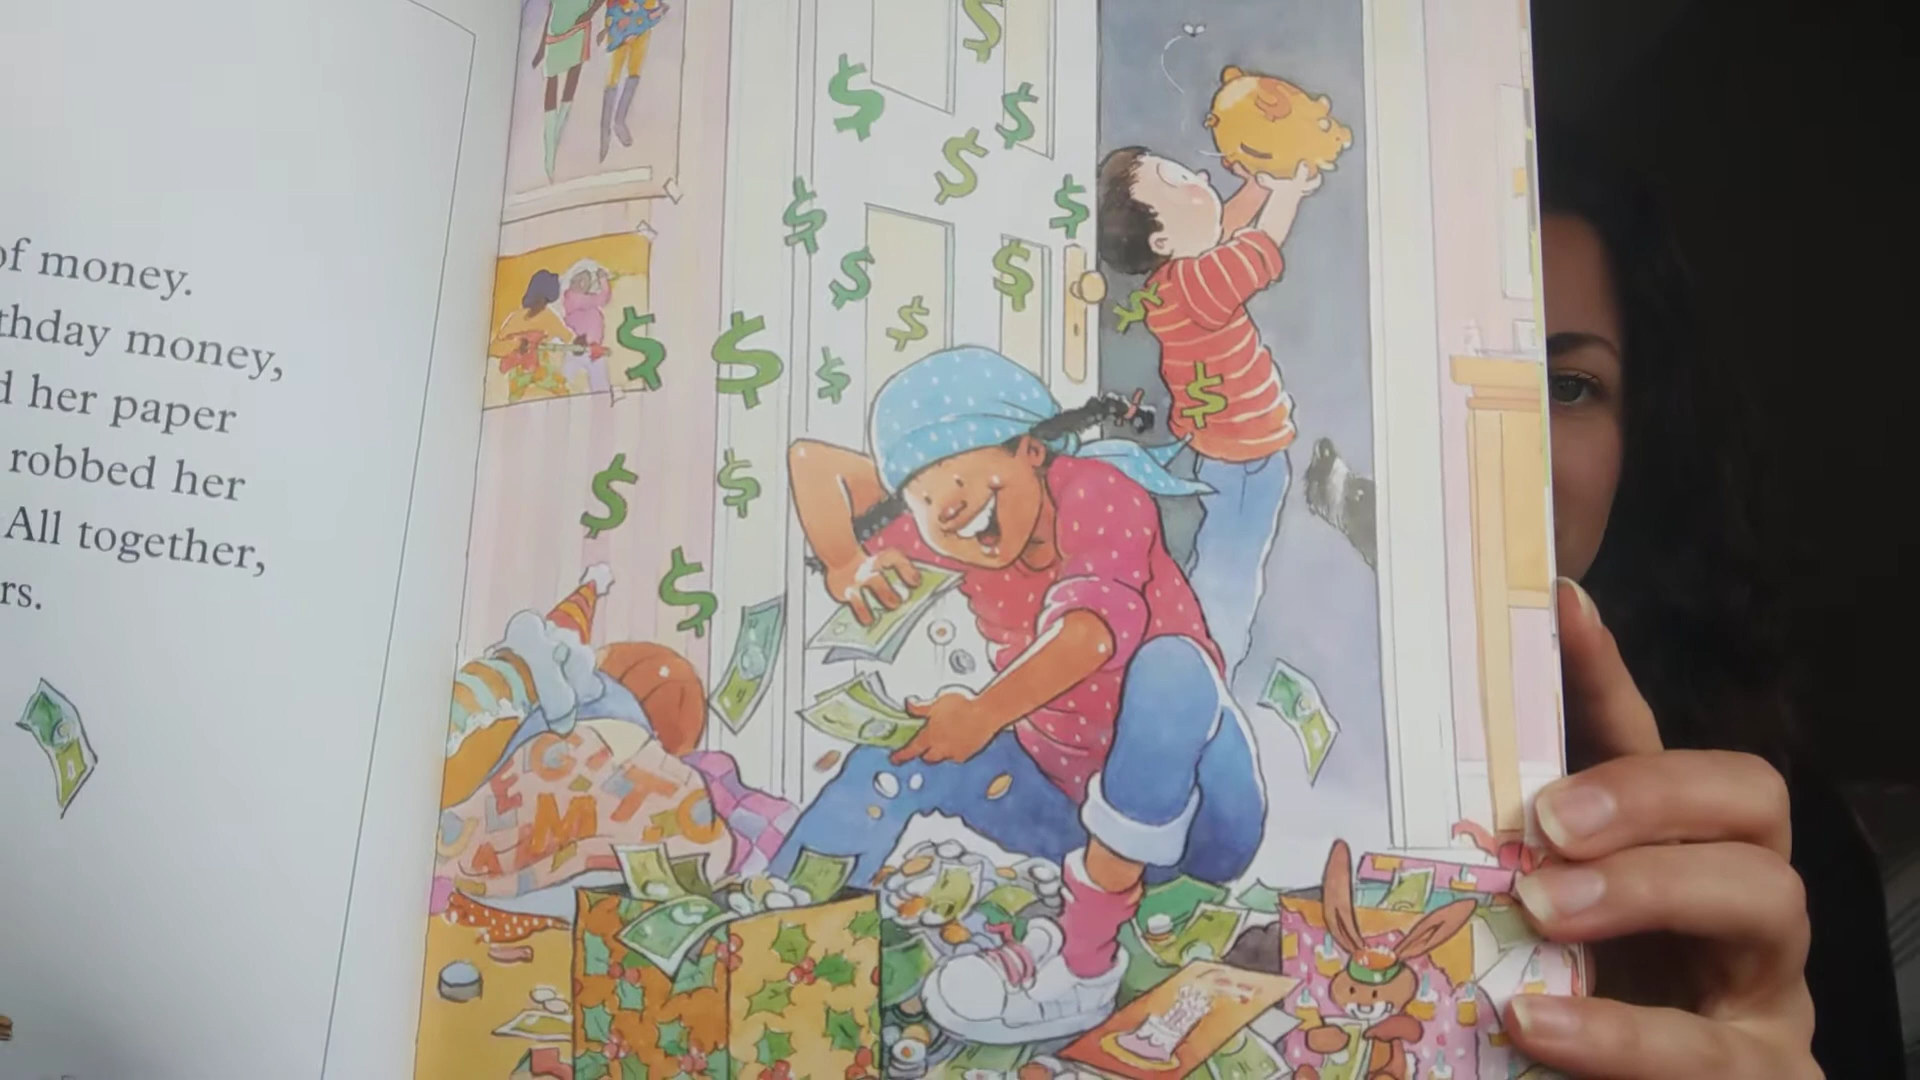 of money.
thday money,
d her paper
robbed her
All together,
rs.